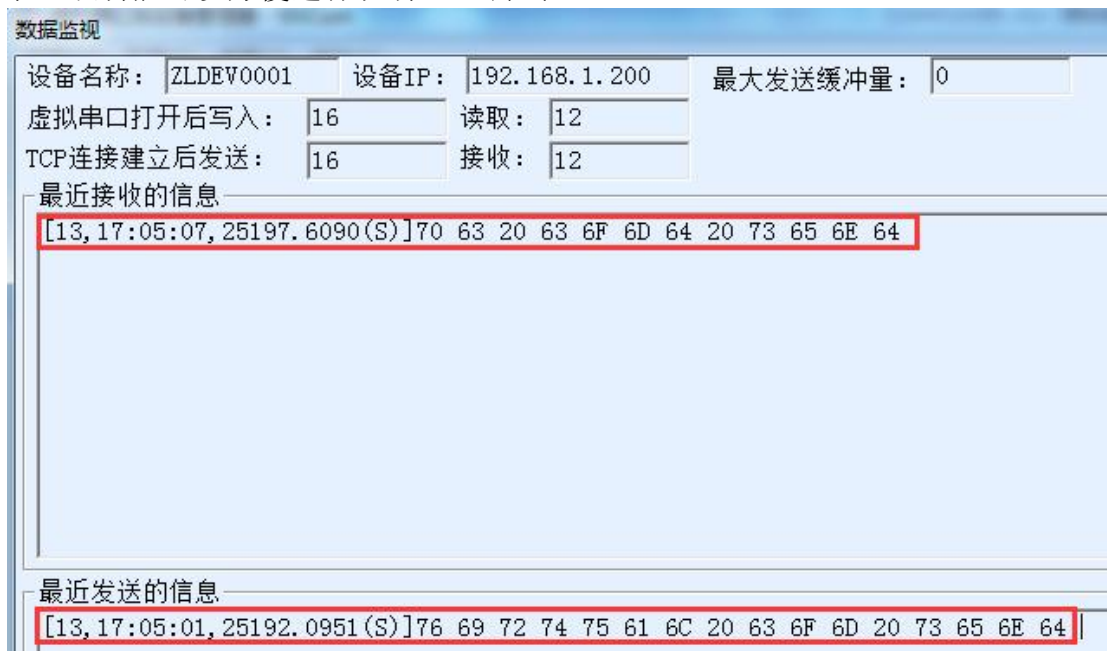 数据监视
设备名称： ZLDEV0001 设备IP： 192.168.1.200 最大发送缓冲量： 0
虚拟串口打开后写入： 16 读取： 12
TCP连接建立后发送： 16 接收： 12
最近接收的信息
[13,17:05:07,25197.6090(S)]70 63 20 63 6F 6D 64 20 73 65 6E 64
最近发送的信息
[13,17:05:01,25192.0951(S)]76 69 72 74 75 61 6C 20 63 6F 6D 20 73 65 6E 64